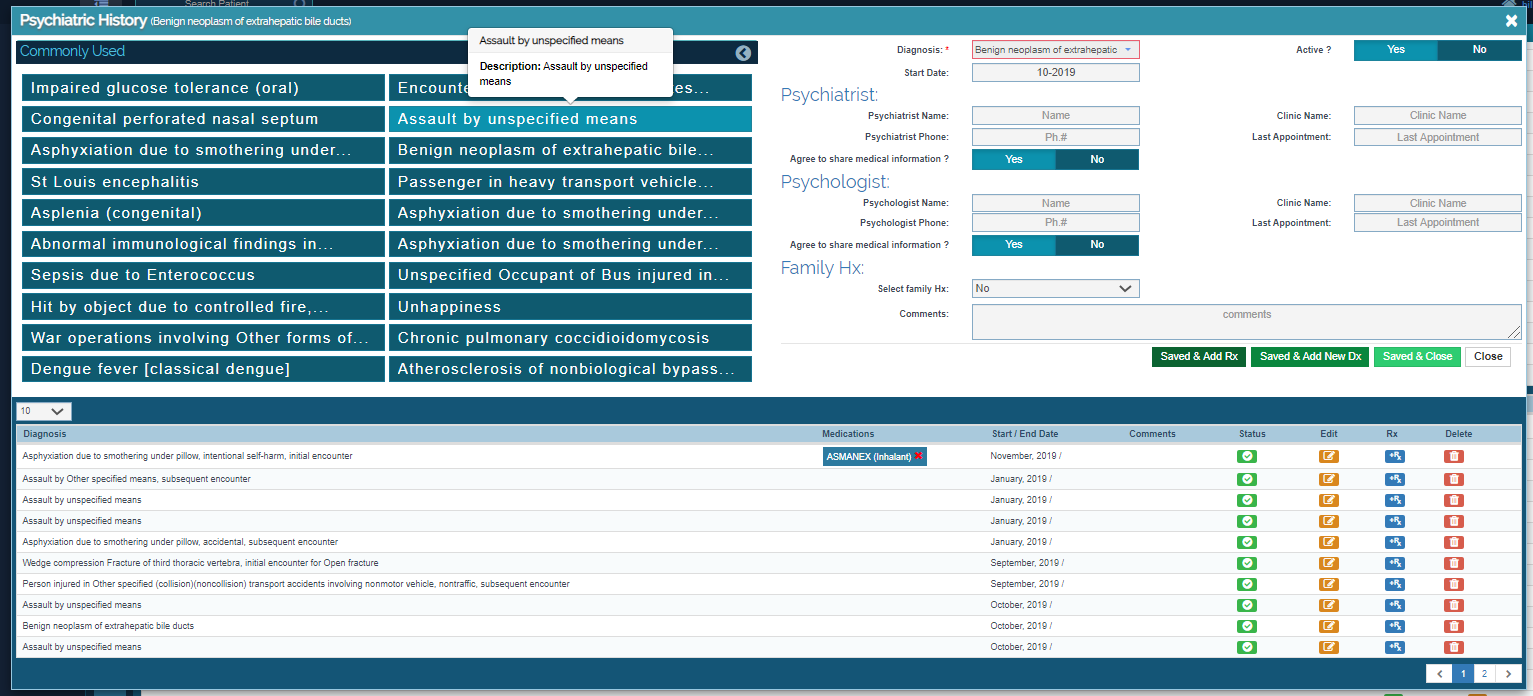 Search Patient
Psychiatric History (Benign neoplasm of extrahepatic bile ducts)
Commonly Used
Assault by unspecified means
Description: Assault by unspecified
means
Impaired glucose tolerance (oral)
Congenital perforated nasal septum
Assault by unspecified means
Asphyxiation due to smothering under...
Benign neoplasm of extrahepatic bile...
St Louis encephalitis
Passenger in heavy transport vehicle...
Asplenia (congenital)
Asphyxiation due to smothering under...
Abnormal immunological findings in...
Asphyxiation due to smothering under...
Sepsis due to Enterococcus
Unspecified Occupant of Bus injured in...
Hit by object due to controlled fire,...
Unhappiness
War operations involving Other forms of...
Chronic pulmonary coccidioidomycosis
Dengue fever [classical dengue]
Atherosclerosis of nonbiological bypass...
Diagnosis: * Benign neoplasm of extrahepatic
Active ? Yes No
Start Date: 10-2019
Psychiatrist:
Psychiatrist Name: Name
Clinic Name: Clinic Name
Psychiatrist Phone: Ph.#
Last Appointment: Last Appointment
Agree to share medical information ? Yes No
Psychologist:
Psychologist Name: Name
Clinic Name: Clinic Name
Psychologist Phone: Ph.#
Last Appointment: Last Appointment
Agree to share medical information ? Yes No
Family Hx:
Select family Hx: No
Comments: comments
Saved & Add Rx Saved & Add New Dx Saved & Close Close
10
Diagnosis Medications Start / End Date Comments Status Edit Rx Delete
Asphyxiation due to smothering under pillow, intentional self-harm, initial encounter ASMANEX (Inhalant) November, 2019 / +Rx
Assault by Other specified means, subsequent encounter January, 2019 / +Rx
Assault by unspecified means January, 2019 / +Rx
Assault by unspecified means January, 2019 / +Rx
Asphyxiation due to smothering under pillow, accidental, subsequent encounter January, 2019 / +Rx
Wedge compression Fracture of third thoracic vertebra, initial encounter for Open fracture September, 2019 / +Rx
Person injured in Other specified (collision)(noncollision) transport accidents involving nonmotor vehicle, nontraffic, subsequent encounter September, 2019 / +Rx
Assault by unspecified means October, 2019 / +Rx
Benign neoplasm of extrahepatic bile ducts October, 2019 / +Rx
Assault by unspecified means October, 2019 / +Rx
1 2